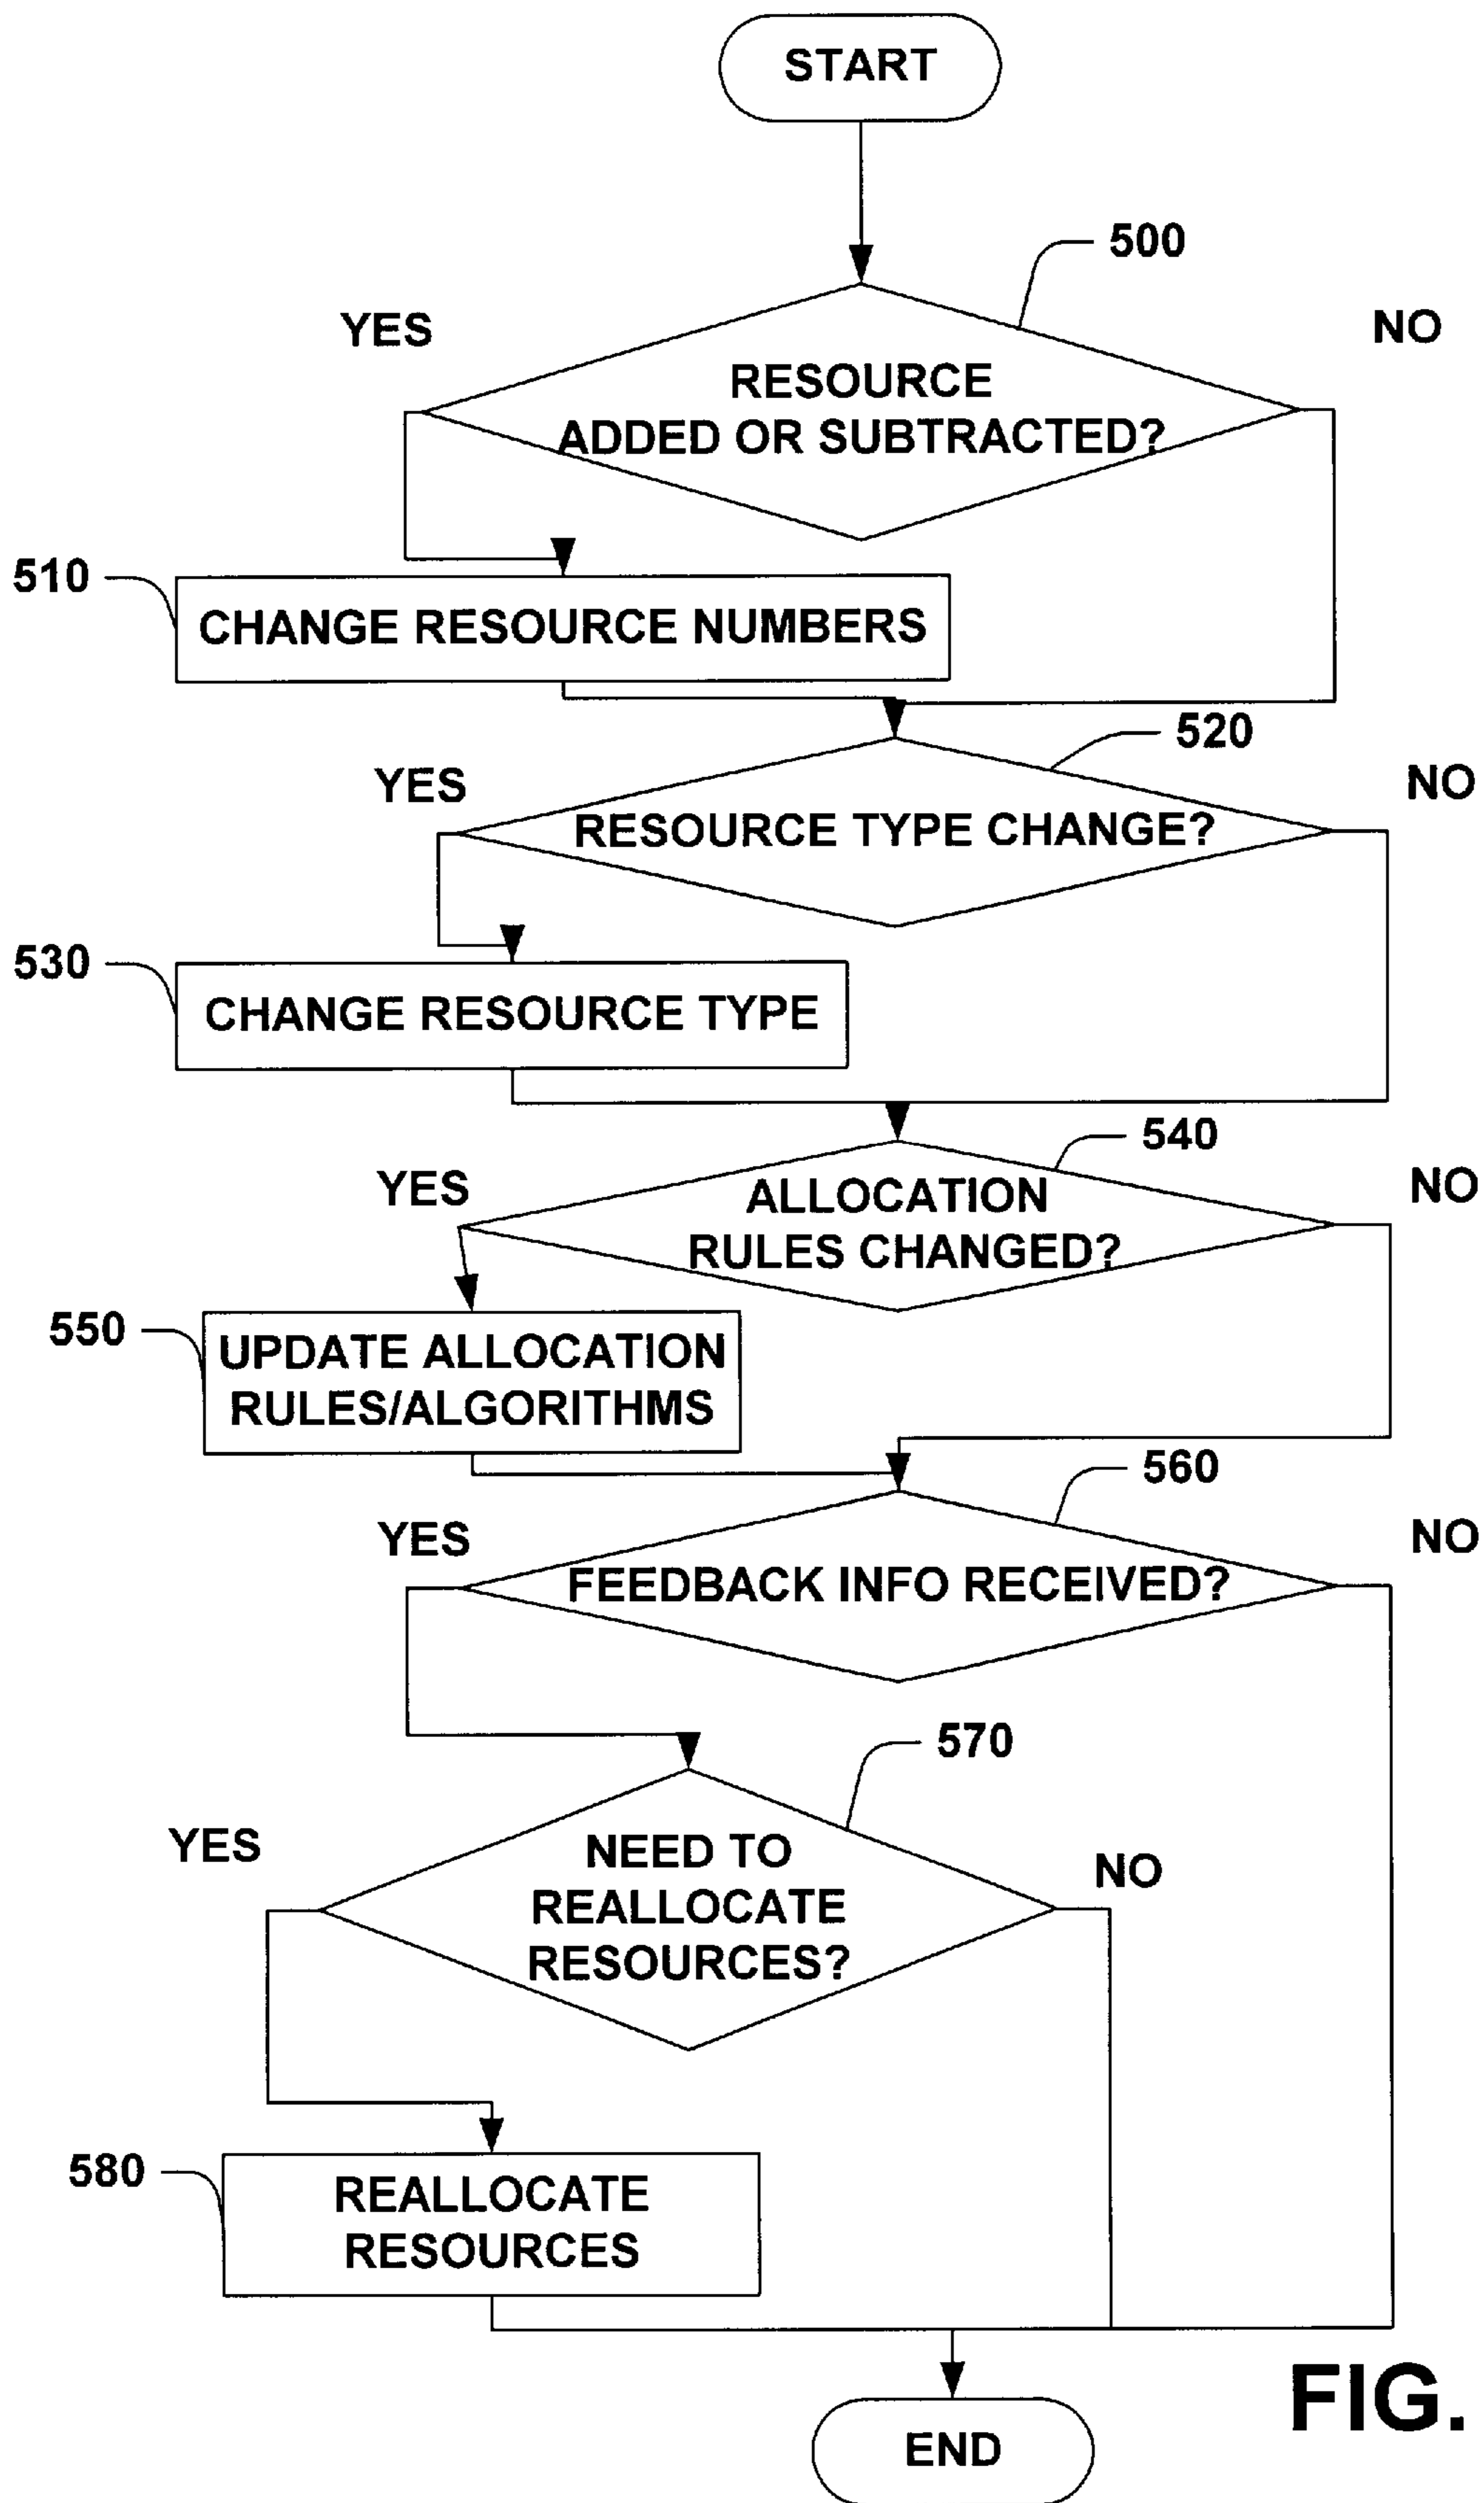 START
500
YES
NO
RESOURCE
ADDED OR SUBTRACTED?
510
CHANGE RESOURCE NUMBERS
520
YES
NO
RESOURCE TYPE CHANGE?
530
CHANGE RESOURCE TYPE
540
YES
NO
ALLOCATION
RULES CHANGED?
550
UPDATE ALLOCATION
RULES/ALGORITHMS
560
YES
NO
FEEDBACK INFO RECEIVED?
570
YES
NO
NEED TO
REALLOCATE
RESOURCES?
580
REALLOCATE
RESOURCES
FIG.
END